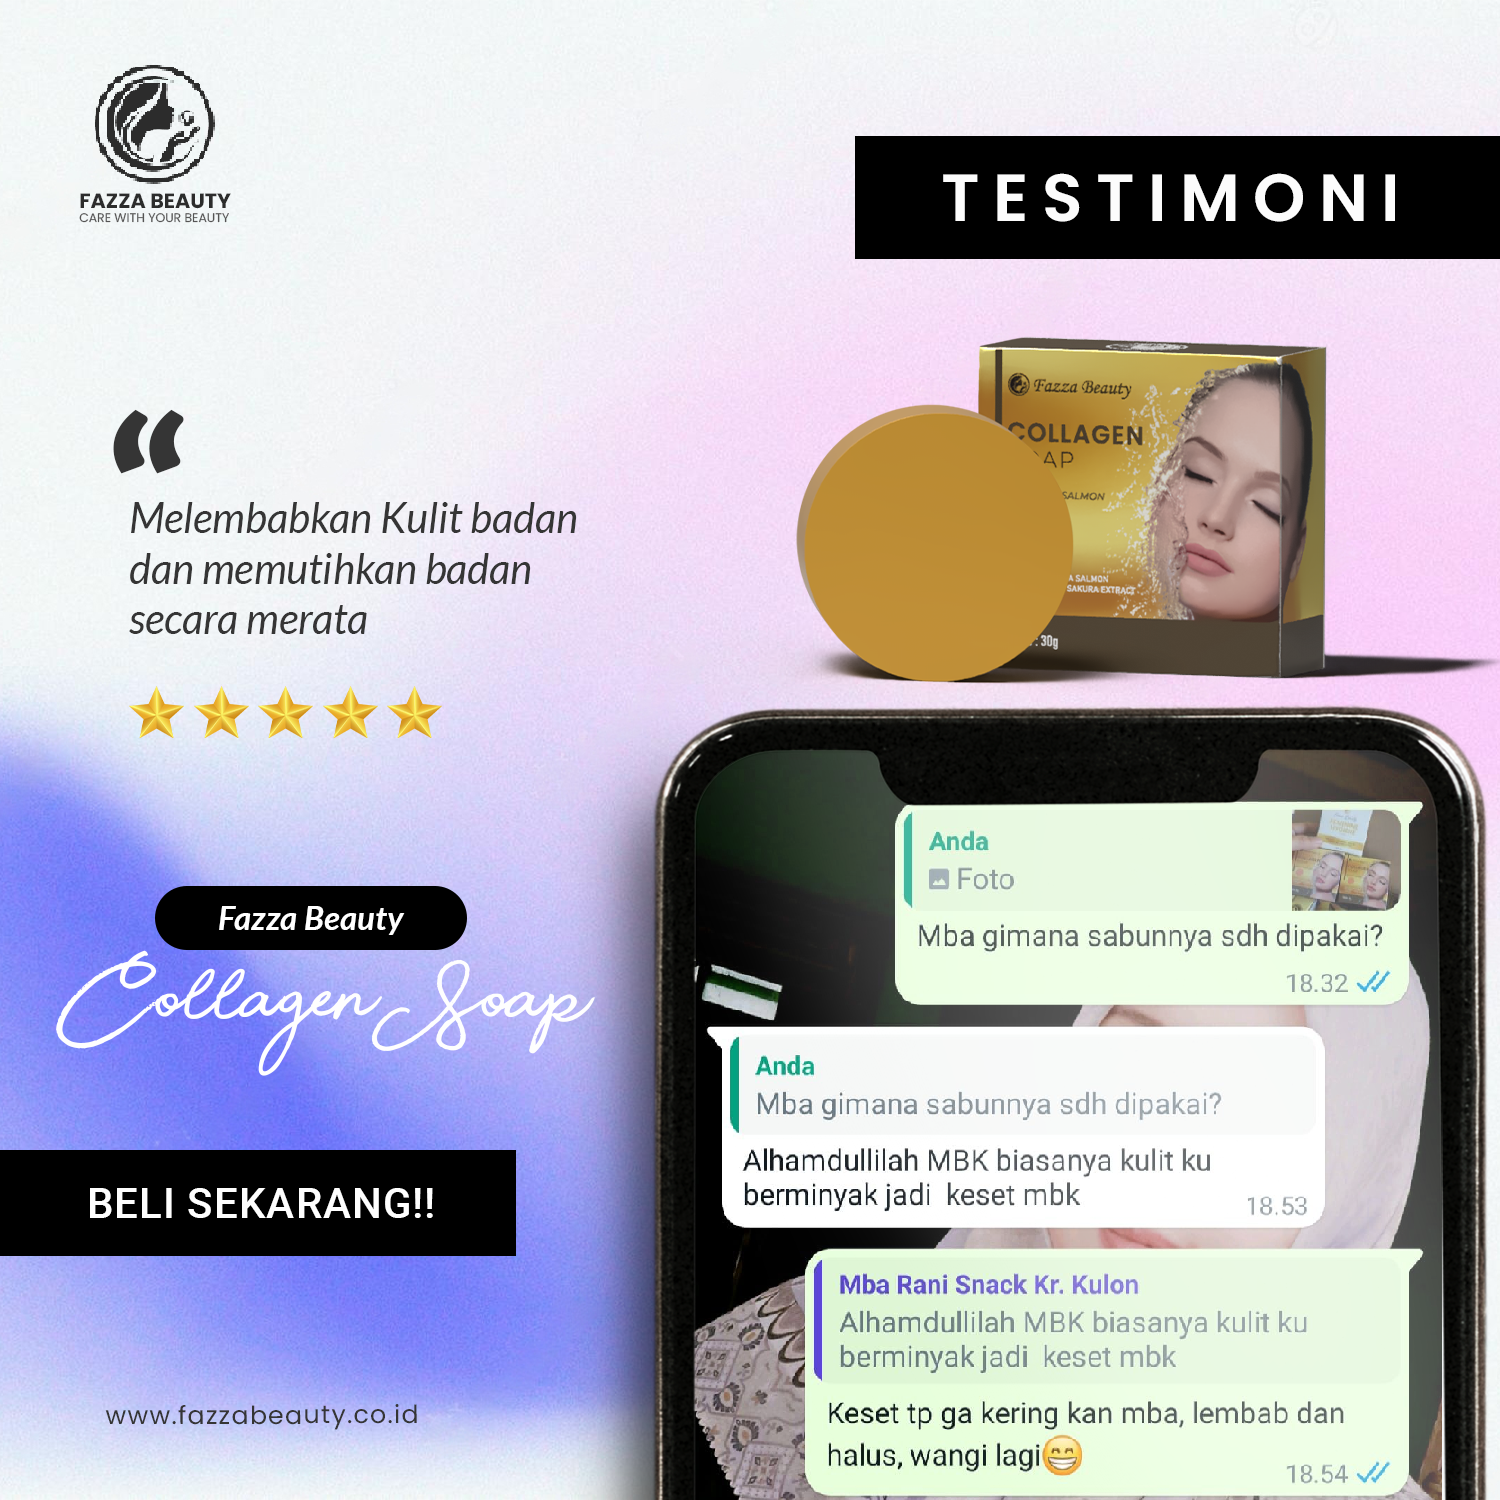 FAZZA BEAUTY
CARE WITH YOUR BEAUTY
TESTIMONI
Fazza Beauty
COLLAGEN
SALMON
SALMON
SAKURA EXTRACT
30g
“
Melembabkan Kulit badan
dan memutihkan badan
secara merata
Fazza Beauty
Collagen Soap
BELI SEKARANG!!
www.fazzabeauty.co.id
Anda
Foto
Mba gimana sabunnya sdh dipakai?
18.32
Anda
Mba gimana sabunnya sdh dipakai?
Alhamdullilah MBK biasanya kulit ku
berminyak jadi  keset mbk
18.53
Mba Rani Snack Kr. Kulon
Alhamdullilah MBK biasanya kulit ku
berminyak jadi  keset mbk
Keset tp ga kering kan mba, lembab dan
halus, wangi lagi😁
18.54